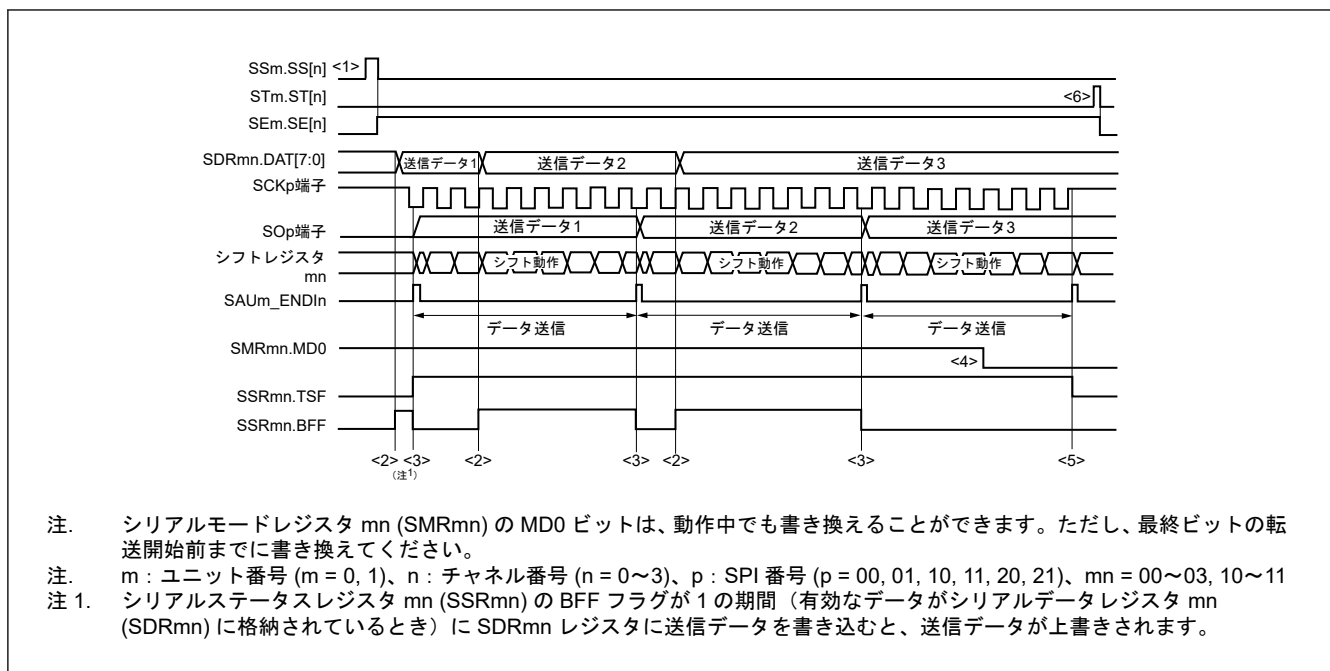 SSm.SS[n] <1>
STm.ST[n] <6>
SEm.SE[n]
SDRmn.DAT[7:0] 送信データ1 送信データ2 送信データ3
SCKp端子
SOp端子 送信データ1 送信データ2 送信データ3
シフトレジスタ
mn
シフト動作 シフト動作 シフト動作
SAUm_ENDIn
データ送信 データ送信 データ送信
SMRmn.MD0 <4>
SSRmn.TSF
SSRmn.BFF
<2> <3> <2> <3> <2> <3> <5>
(注1)
注. シリアルモードレジスタ mn (SMRmn) の MD0 ビットは、動作中でも書き換えることができます。ただし、最終ビットの転
送開始前までに書き換えてください。
注. m：ユニット番号 (m = 0, 1)、n：チャネル番号 (n = 0～3)、p：SPI 番号 (p = 00, 01, 10, 11, 20, 21)、mn = 00～03, 10～11
注 1. シリアルステータスレジスタ mn (SSRmn) の BFF フラグが 1 の期間（有効なデータがシリアルデータレジスタ mn
(SDRmn) に格納されているとき）に SDRmn レジスタに送信データを書き込むと、送信データが上書きされます。